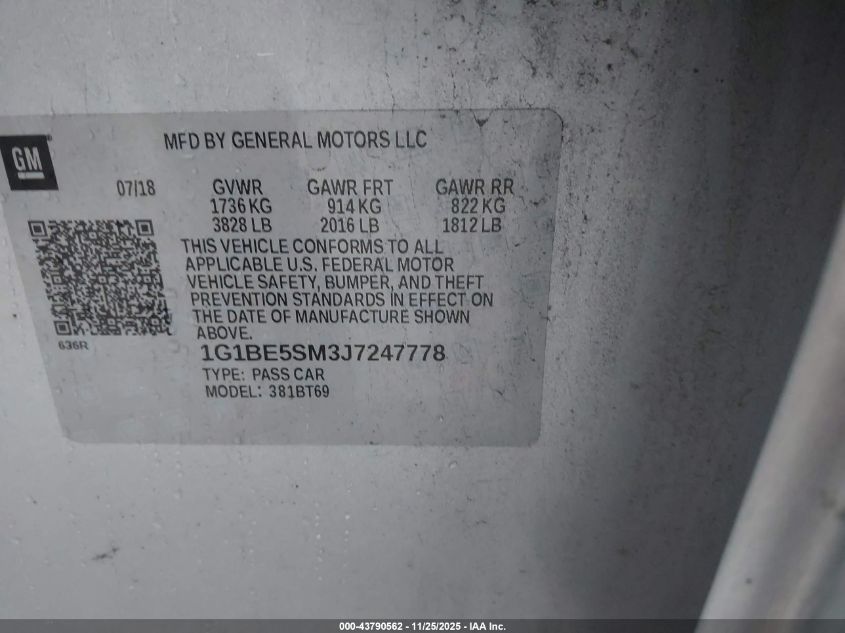 GM
MFD BY GENERAL MOTORS LLC
07/18 GVWR GAWR FRT GAWR RR
1736 KG 914 KG 822 KG
3828 LB 2016 LB 1812 LB
THIS VEHICLE CONFORMS TO ALL
APPLICABLE U.S. FEDERAL MOTOR
VEHICLE SAFETY, BUMPER, AND THEFT
PREVENTION STANDARDS IN EFFECT ON
THE DATE OF MANUFACTURE SHOWN
ABOVE.
636R
1G1BE5SM3J7247778
TYPE: PASS CAR
MODEL: 381BT69
000-43790562 - 11/25/2025 - IAA Inc.